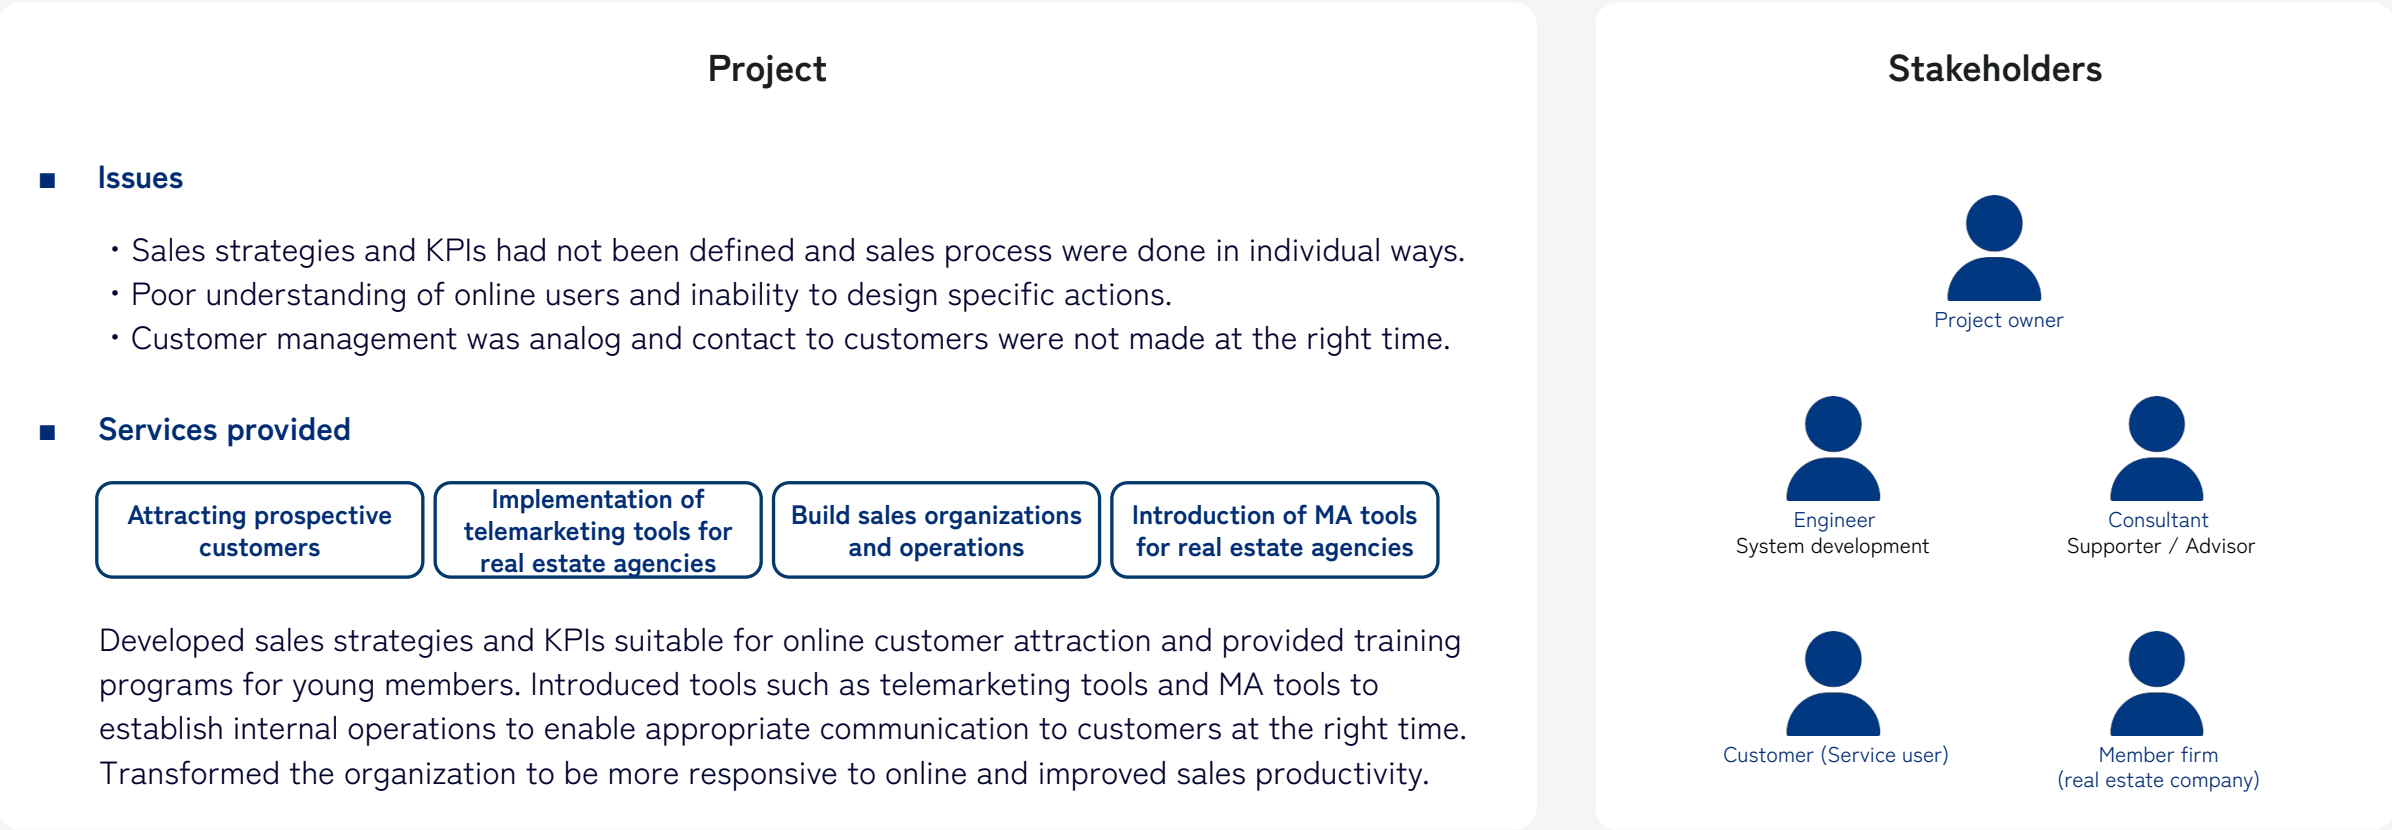 Project
■ Issues
・Sales strategies and KPIs had not been defined and sales process were done in individual ways.
・Poor understanding of online users and inability to design specific actions.
・Customer management was analog and contact to customers were not made at the right time.
■ Services provided
Attracting prospective
customers
Implementation of
telemarketing tools for
real estate agencies
Build sales organizations
and operations
Introduction of MA tools
for real estate agencies
Developed sales strategies and KPIs suitable for online customer attraction and provided training
programs for young members. Introduced tools such as telemarketing tools and MA tools to
establish internal operations to enable appropriate communication to customers at the right time.
Transformed the organization to be more responsive to online and improved sales productivity.
Stakeholders
Project owner
Engineer
System development
Consultant
Supporter / Advisor
Customer (Service user)
Member firm
(real estate company)